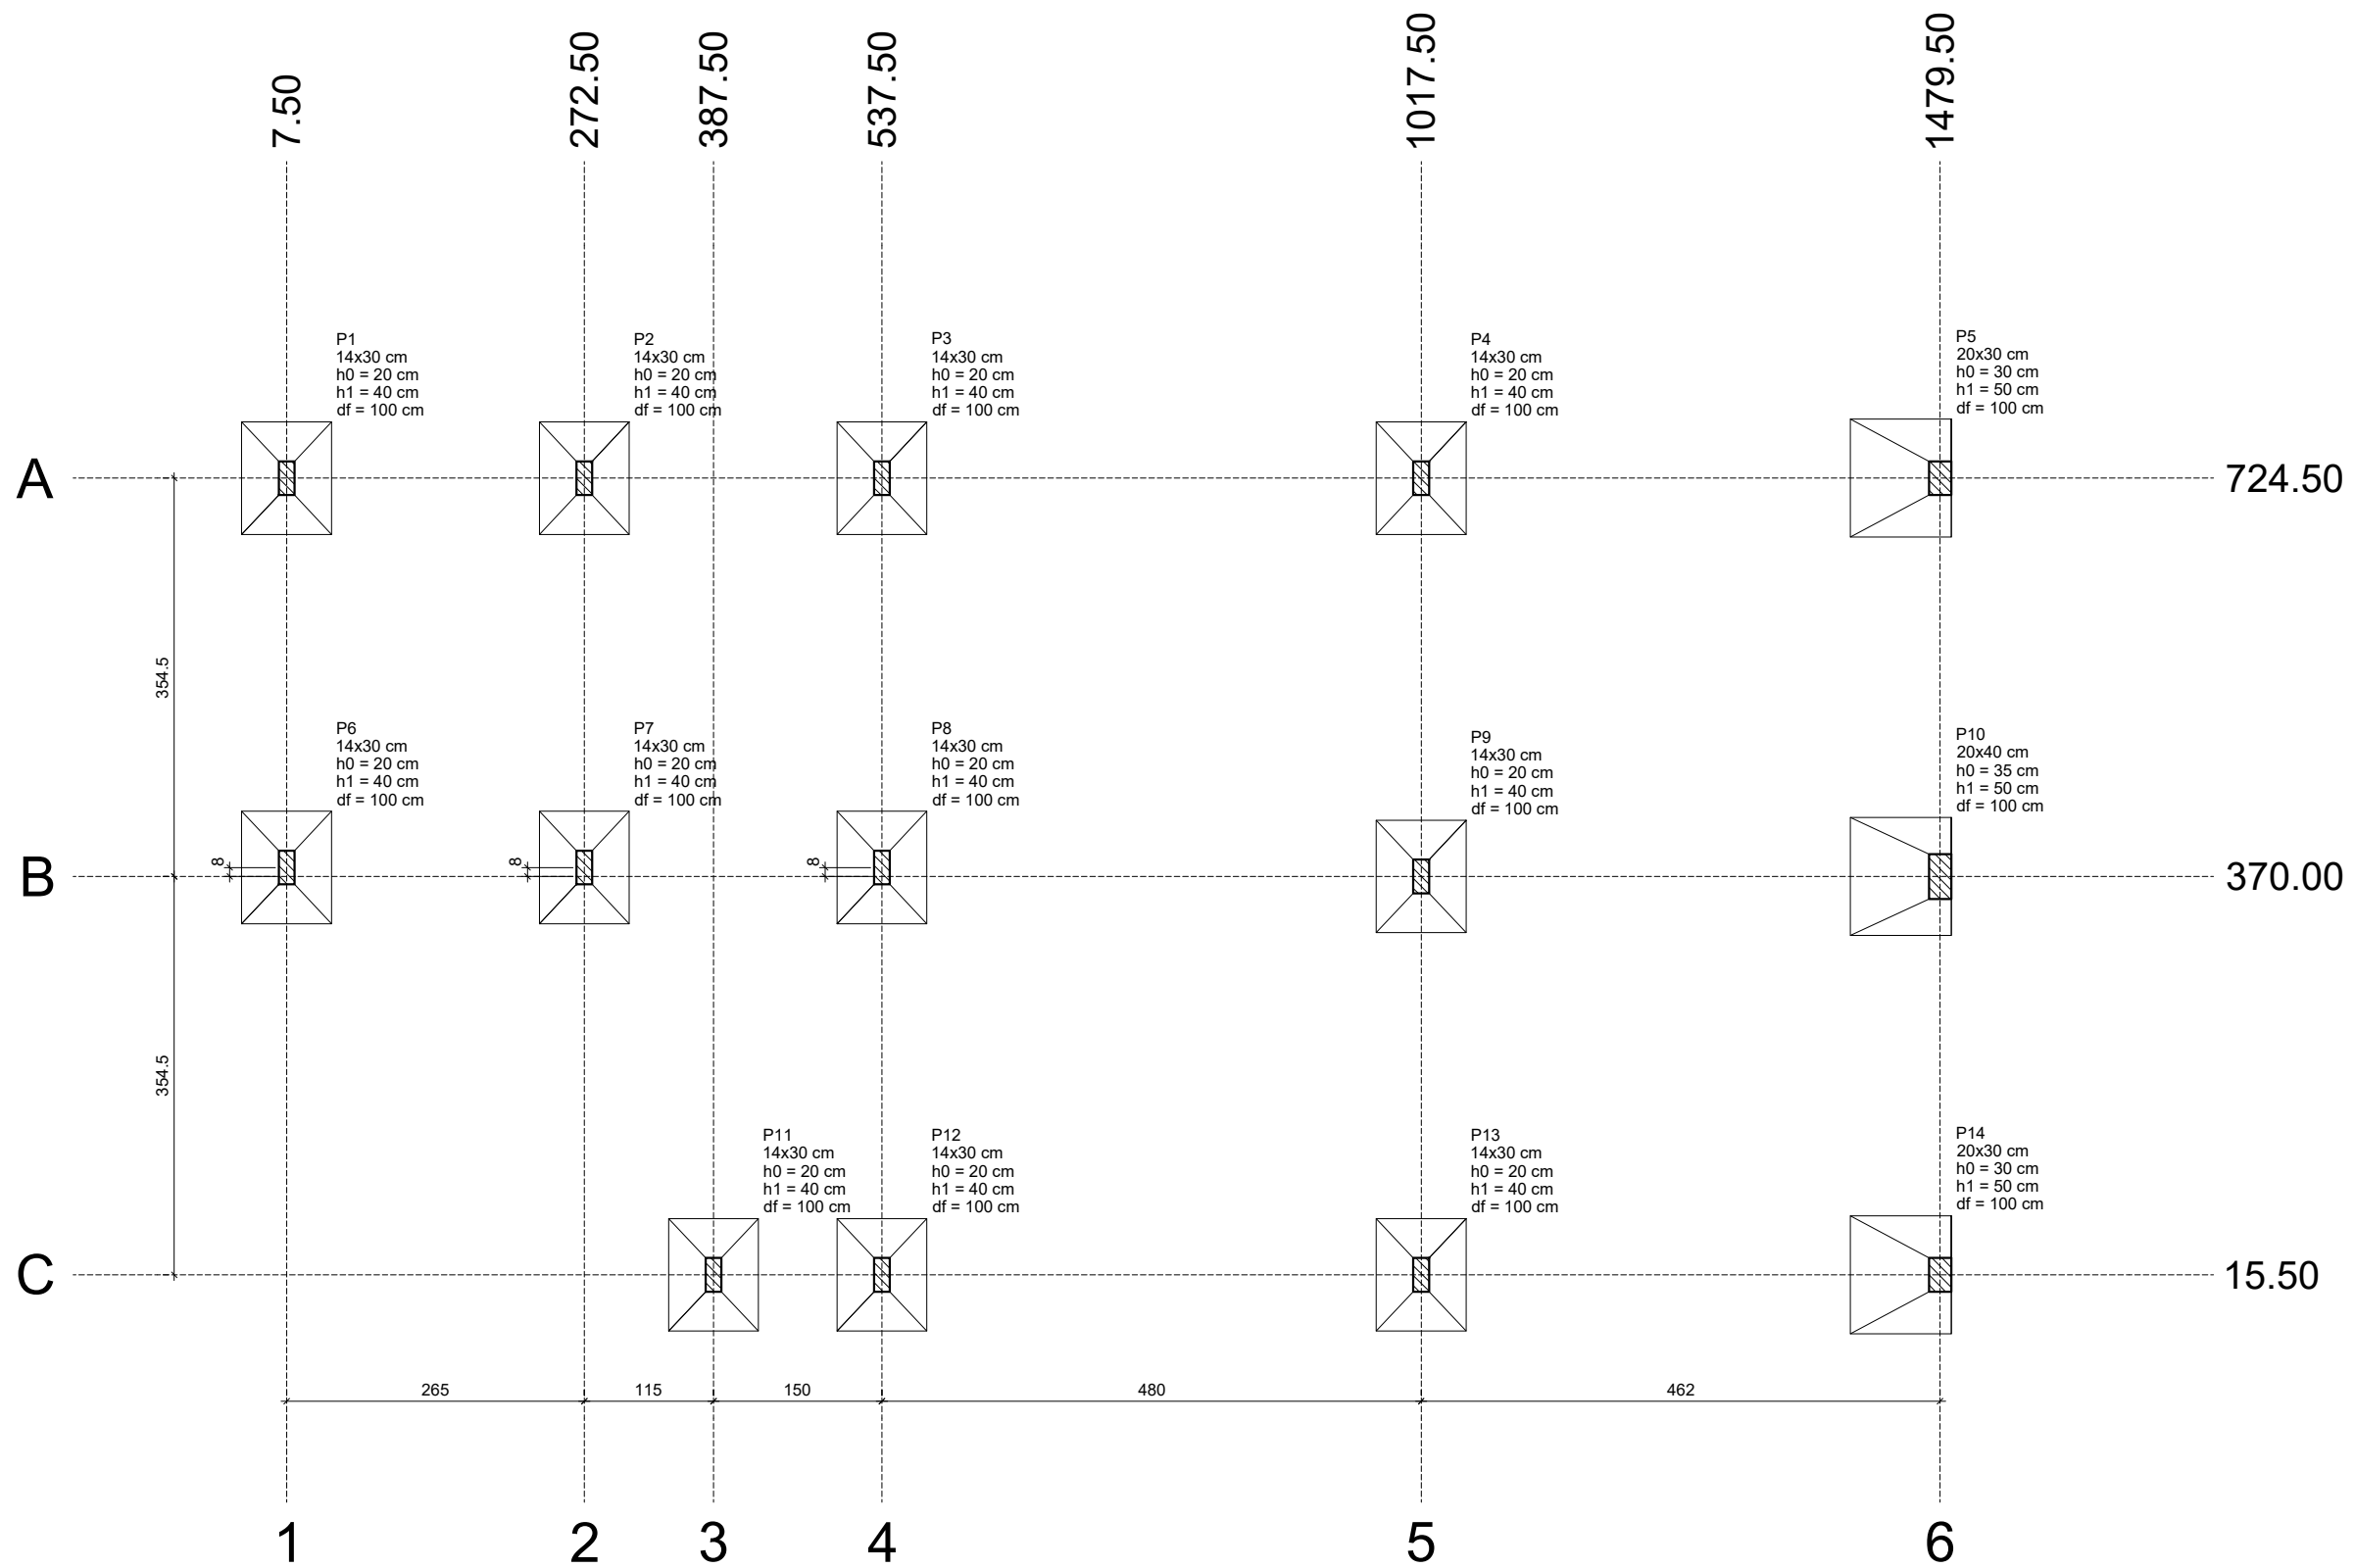 7.50
272.50
387.50
537.50
1017.50
1479.50
P1
14x30 cm
h0 = 20 cm
h1 = 40 cm
df = 100 cm
P2
14x30 cm
h0 = 20 cm
h1 = 40 cm
df = 100 cm
P3
14x30 cm
h0 = 20 cm
h1 = 40 cm
df = 100 cm
P4
14x30 cm
h0 = 20 cm
h1 = 40 cm
df = 100 cm
P5
20x30 cm
h0 = 30 cm
h1 = 50 cm
df = 100 cm
A
724.50
354.5
P6
14x30 cm
h0 = 20 cm
h1 = 40 cm
df = 100 cm
P7
14x30 cm
h0 = 20 cm
h1 = 40 cm
df = 100 cm
P8
14x30 cm
h0 = 20 cm
h1 = 40 cm
df = 100 cm
P9
14x30 cm
h0 = 20 cm
h1 = 40 cm
df = 100 cm
P10
20x40 cm
h0 = 35 cm
h1 = 50 cm
df = 100 cm
8
8
8
B
370.00
354.5
P11
14x30 cm
h0 = 20 cm
h1 = 40 cm
df = 100 cm
P12
14x30 cm
h0 = 20 cm
h1 = 40 cm
df = 100 cm
P13
14x30 cm
h0 = 20 cm
h1 = 40 cm
df = 100 cm
P14
20x30 cm
h0 = 30 cm
h1 = 50 cm
df = 100 cm
C
15.50
265
115
150
480
462
1
2
3
4
5
6